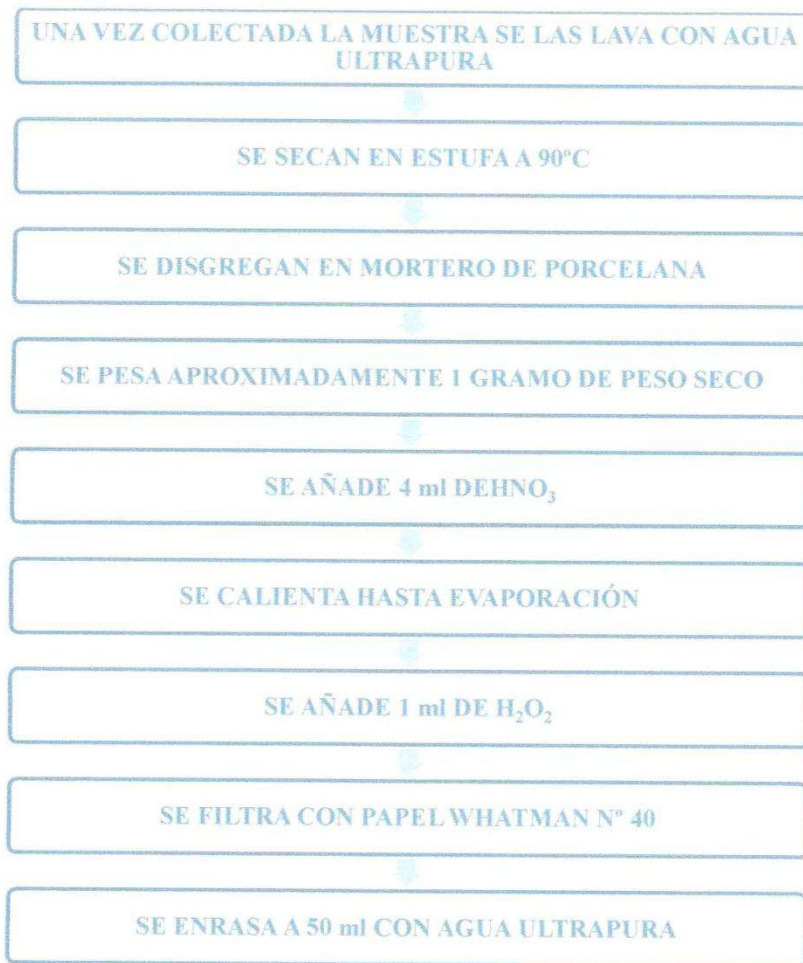 UNA VEZ COLECTADA LA MUESTRA SE LAS LAVA CON AGUA
ULTRAPURA
SE SECAN EN ESTUFA A 90ºC
SE DISGREGAN EN MORTERO DE PORCELANA
SE PESA APROXIMADAMENTE 1 GRAMO DE PESO SECO
SE AÑADE 4 ml DEHNO₃
SE CALIENTA HASTA EVAPORACIÓN
SE AÑADE 1 ml DE H₂O₂
SE FILTRA CON PAPEL WHATMAN Nº 40
SE ENRASA A 50 ml CON AGUA ULTRAPURA